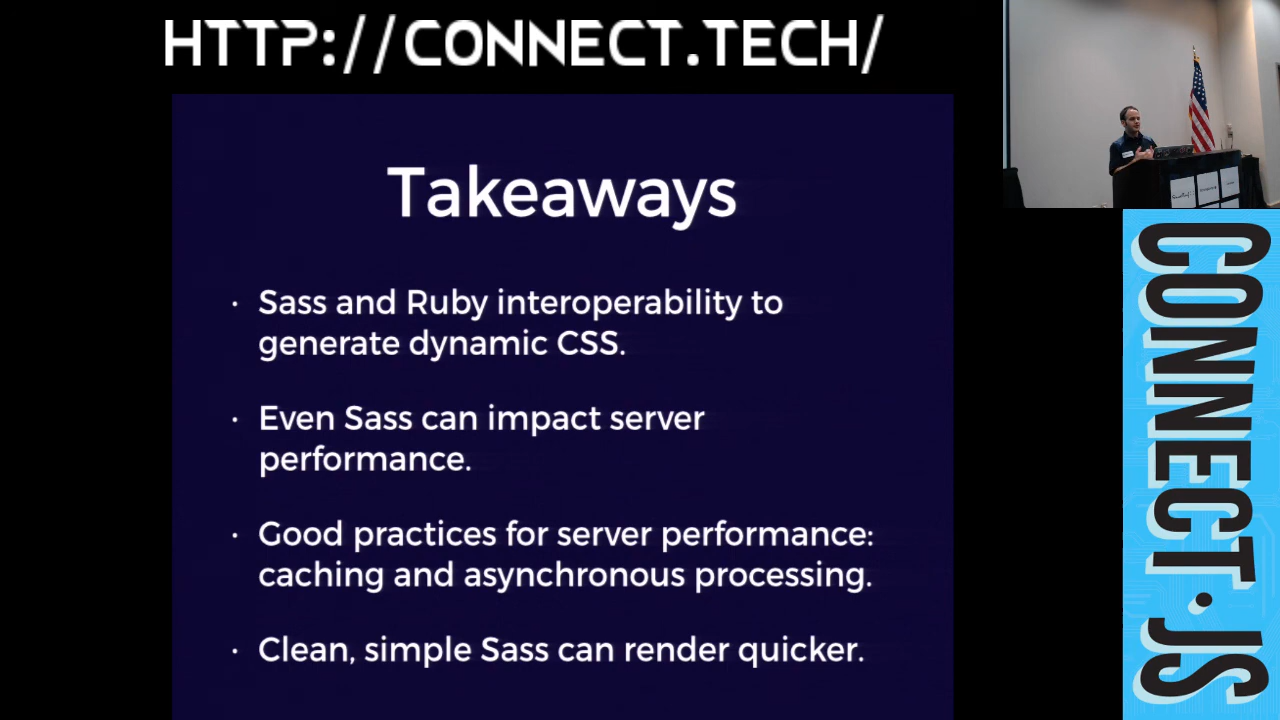 HTTP://CONNECT.TECH/
Takeaways
· Sass and Ruby interoperability to
generate dynamic CSS.
· Even Sass can impact server
performance.
· Good practices for server performance:
caching and asynchronous processing.
· Clean, simple Sass can render quicker.
CONNECT·JS